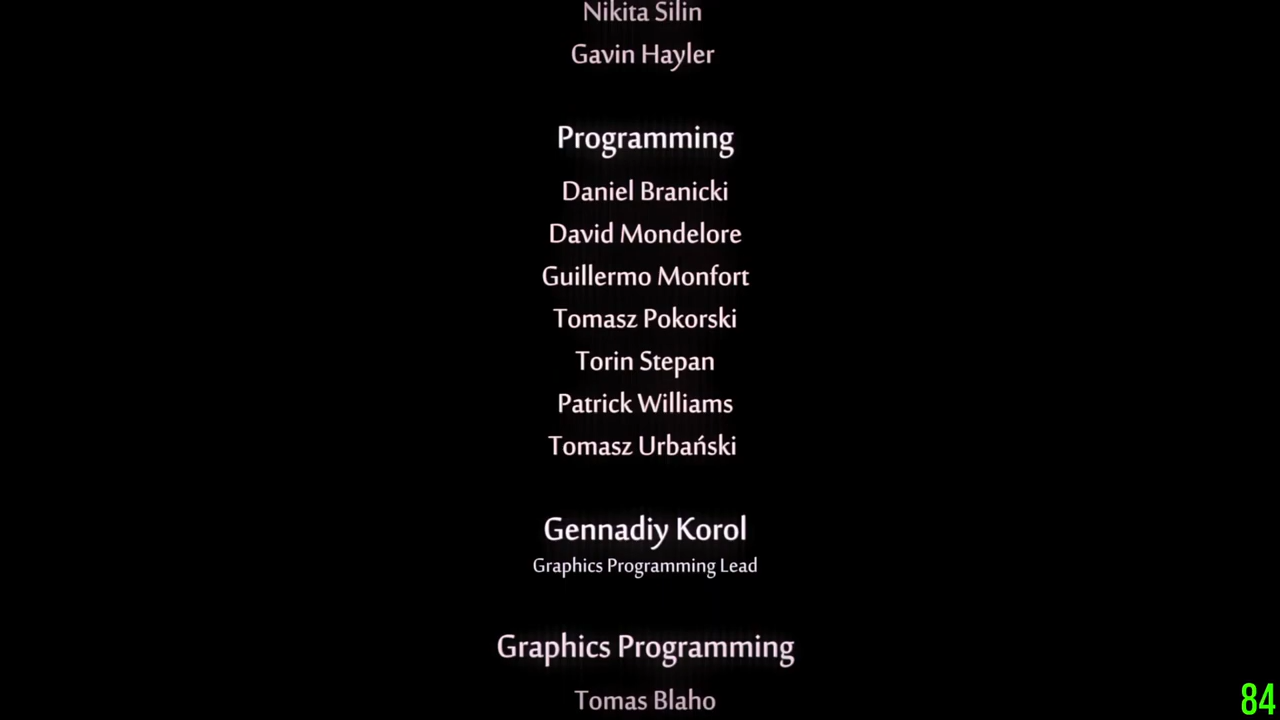 Nikita Silin
Gavin Hayler
Programming
Daniel Branicki
David Mondelore
Guillermo Monfort
Tomasz Pokorski
Torin Stepan
Patrick Williams
Tomasz Urbański
Gennadiy Korol
Graphics Programming Lead
Graphics Programming
Tomas Blaho
84